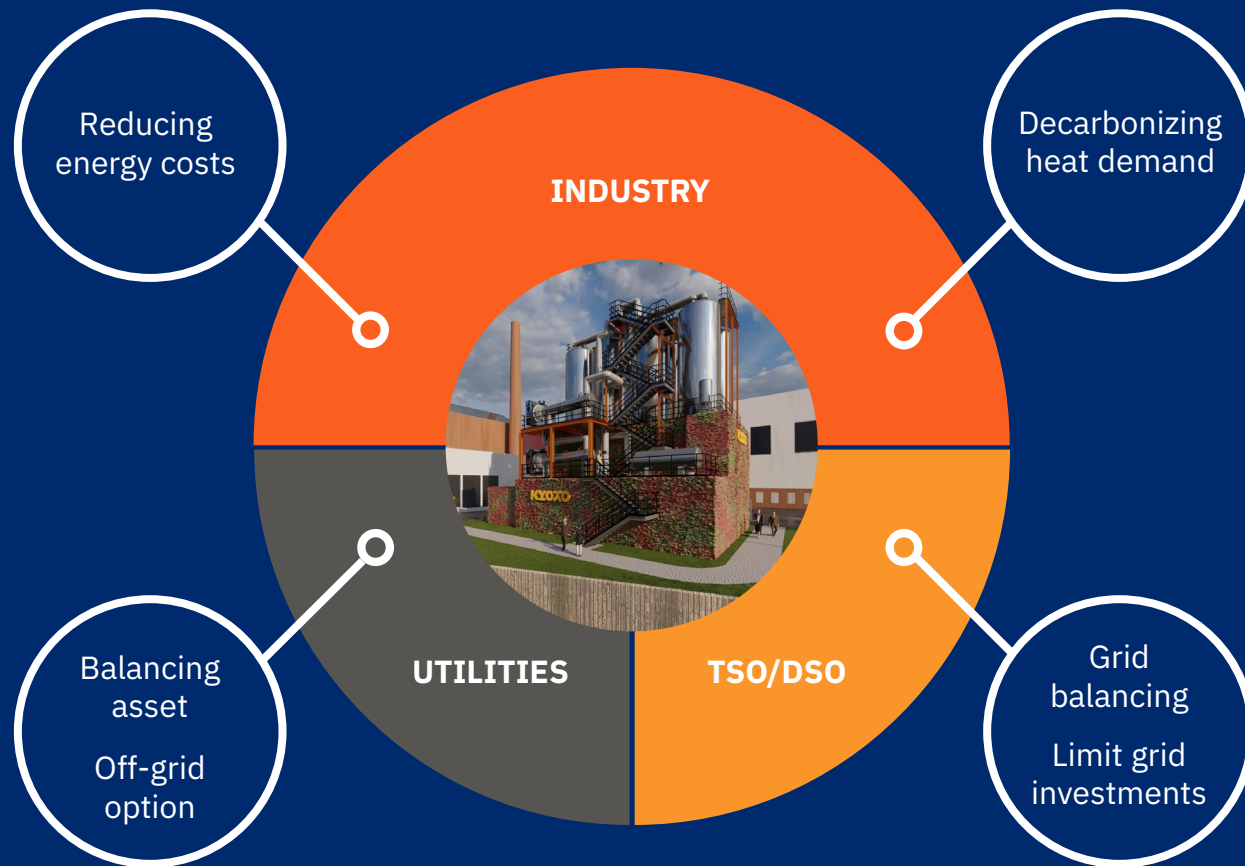 Reducing
energy costs
Decarbonizing
heat demand
INDUSTRY
KYOTO
UTILITIES
TSO/DSO
Balancing
asset
Off-grid
option
Grid
balancing
Limit grid
investments